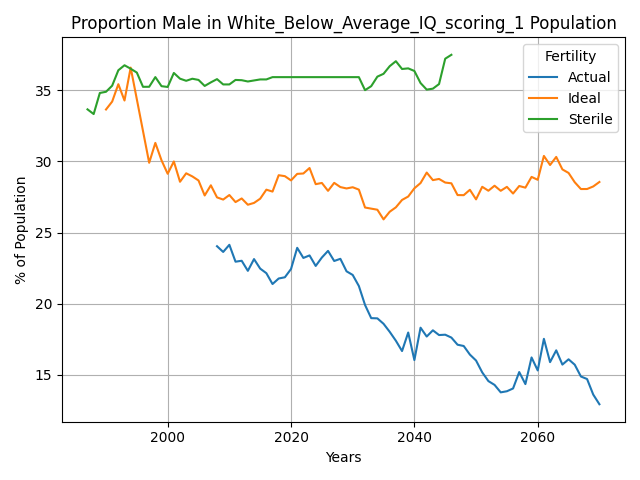 Proportion Male in White_Below_Average_IQ_scoring_1 Population
Fertility
Actual
Ideal
Sterile
% of Population
35
30
25
20
15
2000
2020
2040
2060
Years